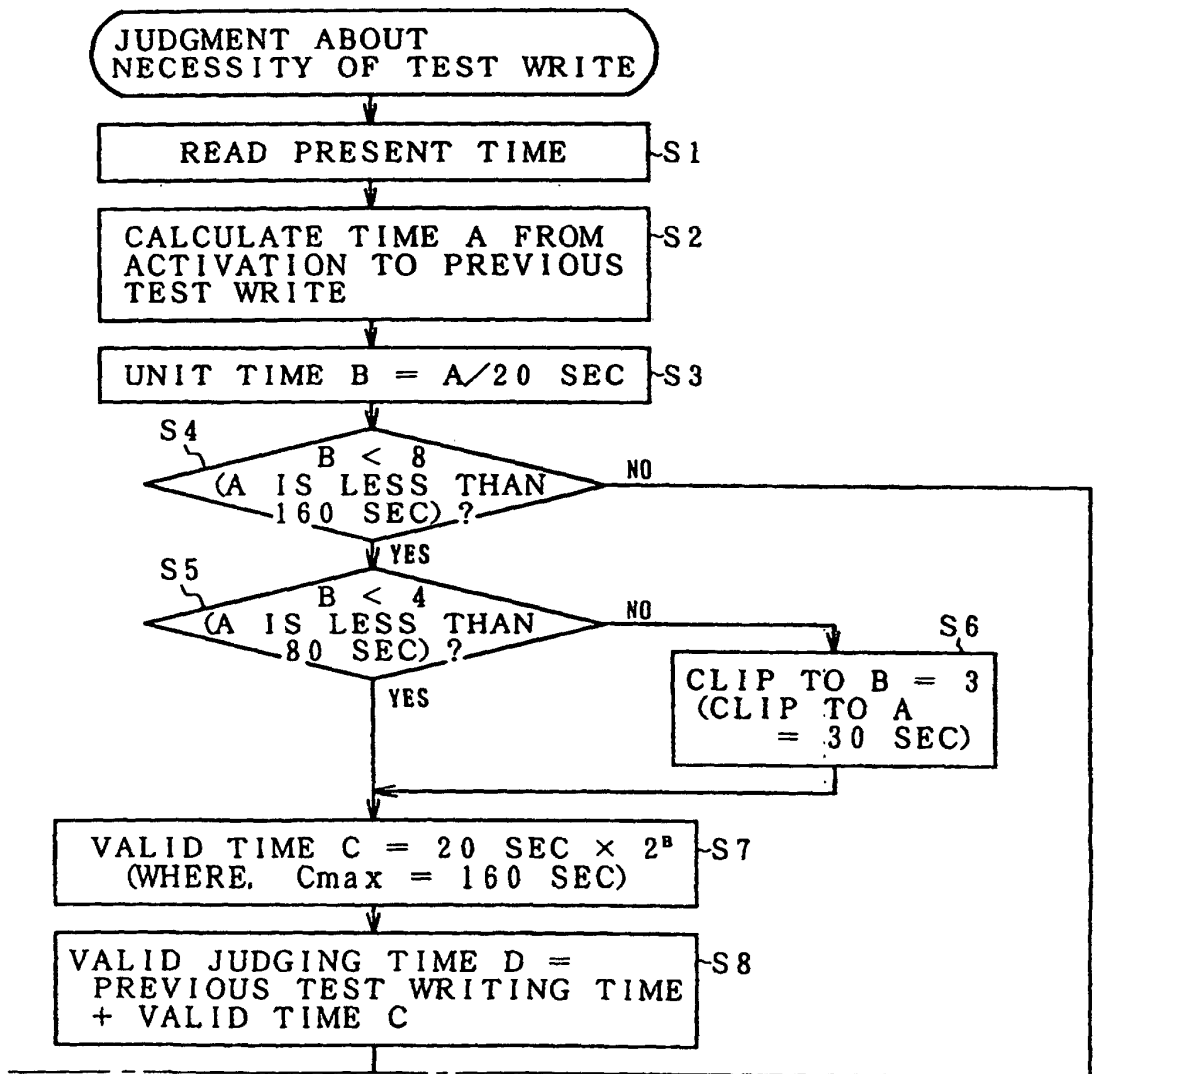 JUDGMENT ABOUT
NECESSITY OF TEST WRITE
READ PRESENT TIME
S1
CALCULATE TIME A FROM
ACTIVATION TO PREVIOUS
TEST WRITE
S2
UNIT TIME B = A/20 SEC
S3
S4
B < 8
(A IS LESS THAN
160 SEC) ?
NO
YES
S5
B < 4
(A IS LESS THAN
80 SEC) ?
NO
YES
S6
CLIP TO B = 3
(CLIP TO A
= 30 SEC)
VALID TIME C = 20 SEC × 2ᴮ
(WHERE. Cmax = 160 SEC)
S7
VALID JUDGING TIME D =
PREVIOUS TEST WRITING TIME
+ VALID TIME C
S8